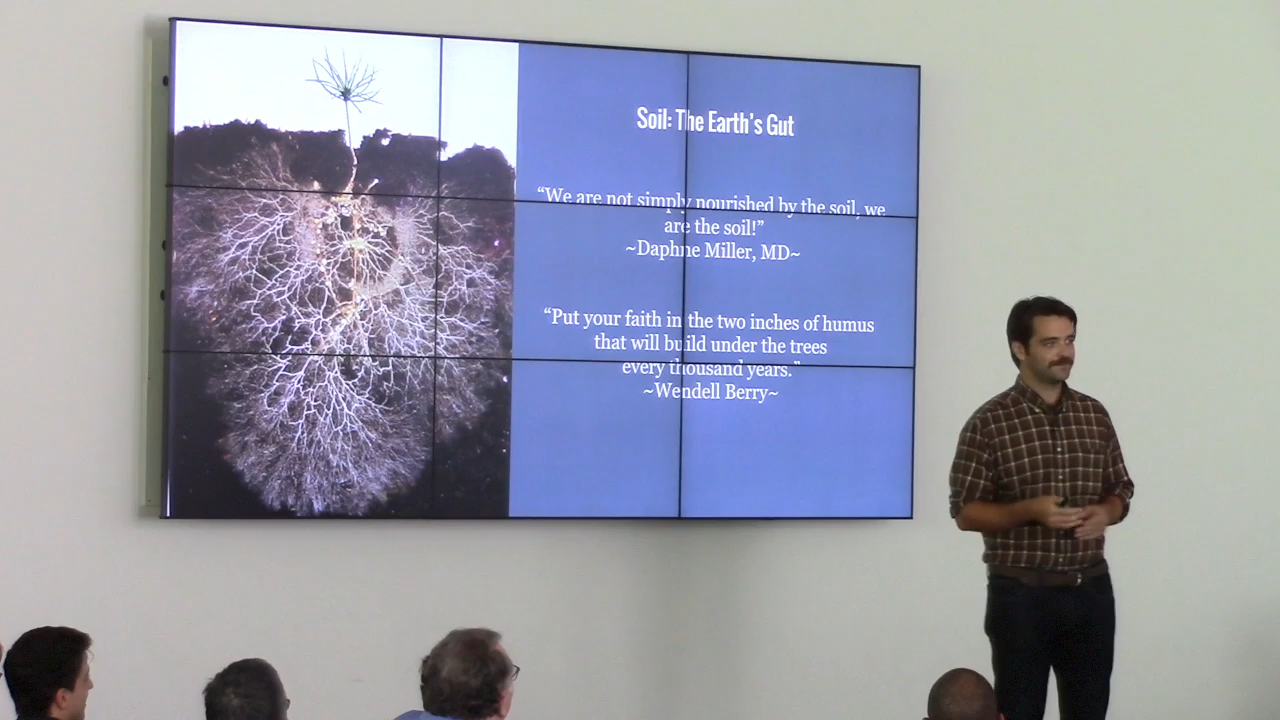 Soil: The Earth's Gut
“We are not simply nourished by the soil, we
are the soil!”
~Daphne Miller, MD~
“Put your faith in the two inches of humus
that will build under the trees
every thousand years.”
~Wendell Berry~